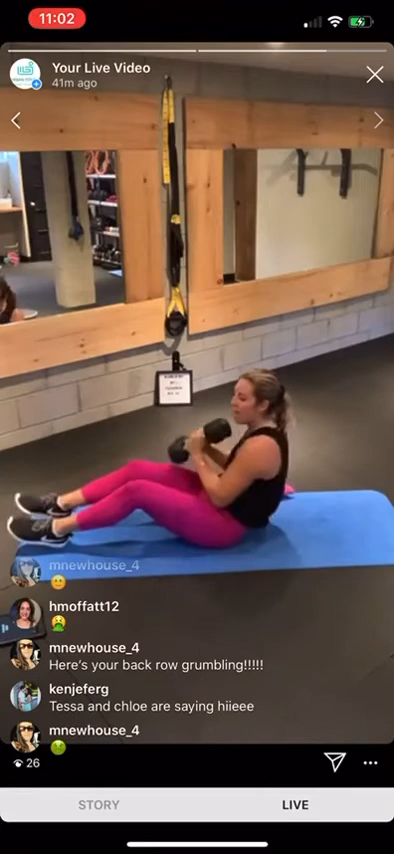 11:02
Your Live Video
41m ago
mnewhouse_4
hmoffatt12
mnewhouse_4
Here's your back row grumbling!!!!!
kenjeferg
Tessa and chloe are saying hiieee
mnewhouse_4
26
STORY
LIVE